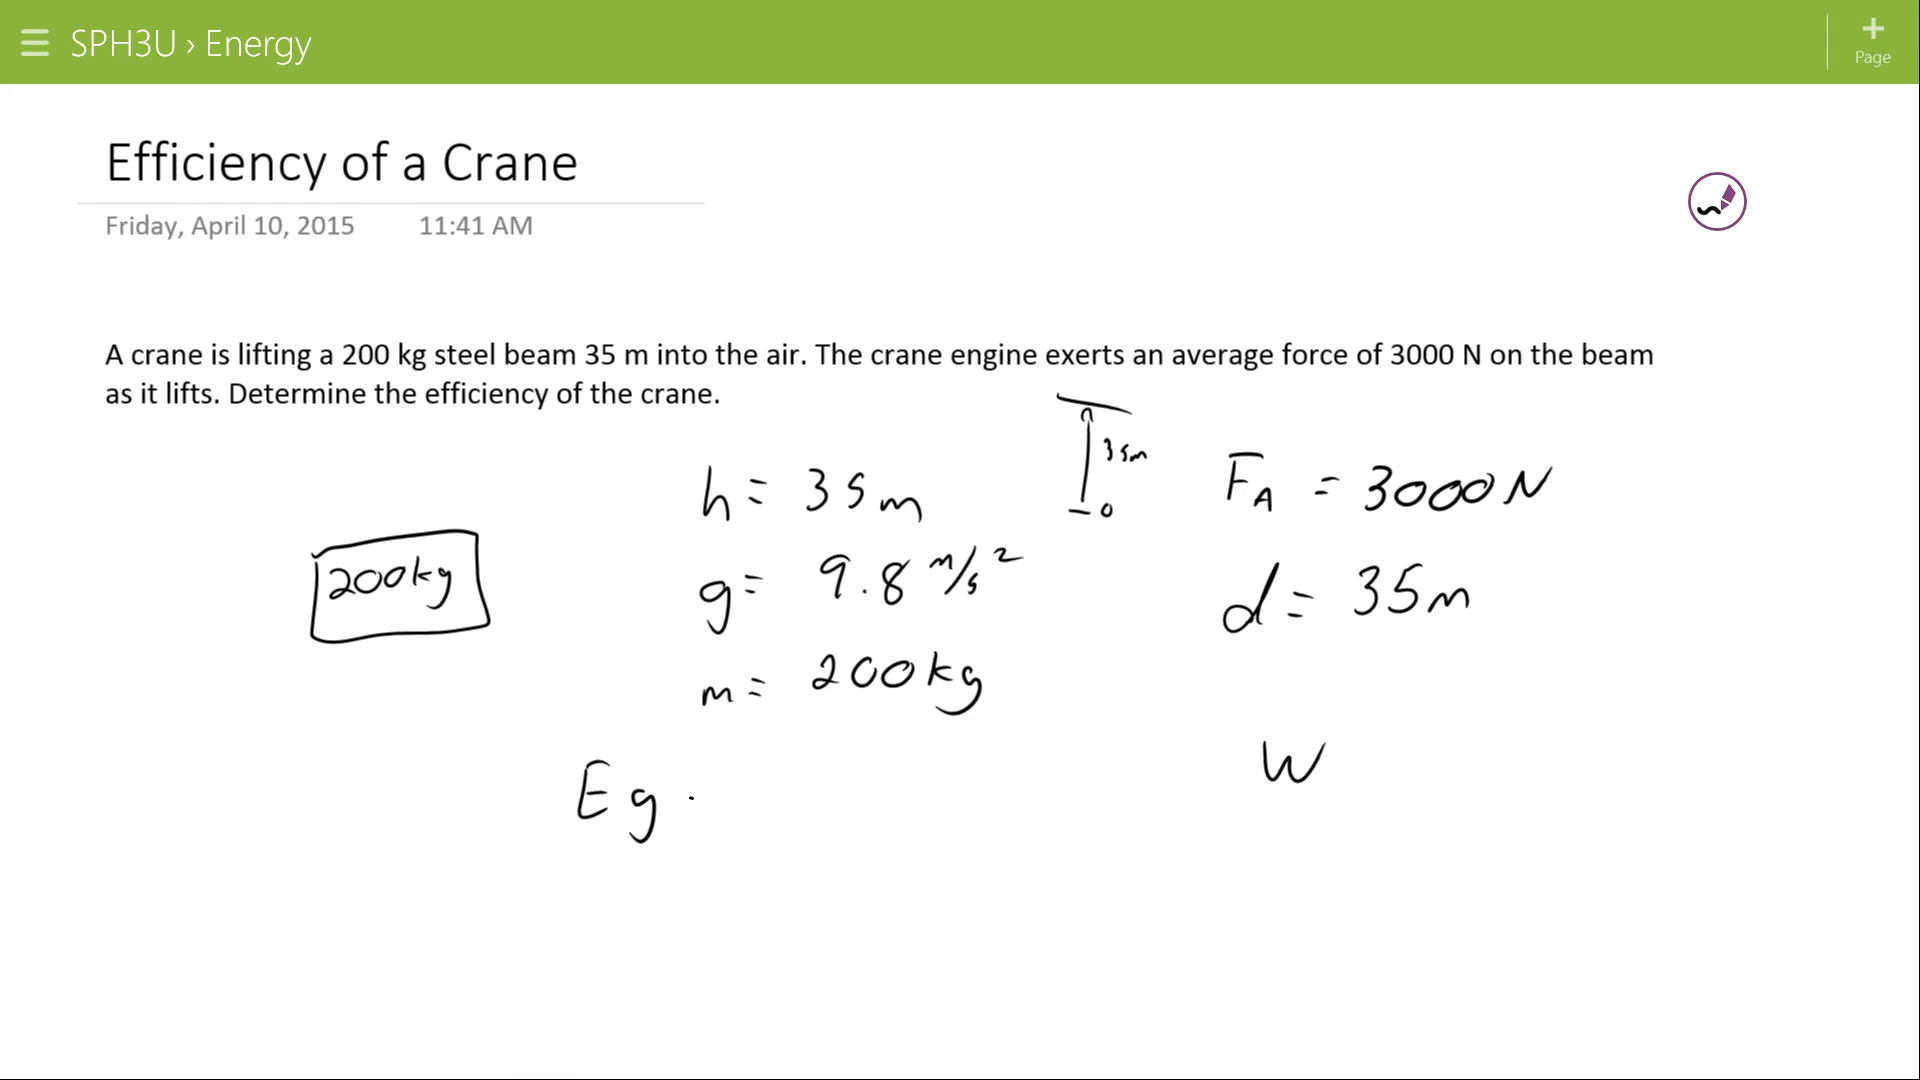 SPH3U › Energy
+
Page
Efficiency of a Crane
Friday, April 10, 2015 11:41 AM
A crane is lifting a 200 kg steel beam 35 m into the air. The crane engine exerts an average force of 3000 N on the beam
as it lifts. Determine the efficiency of the crane.
35m
0
h = 35m
F_A = 3000N
200kg
g = 9.8 m/s²
d = 35m
m = 200kg
W
Eg